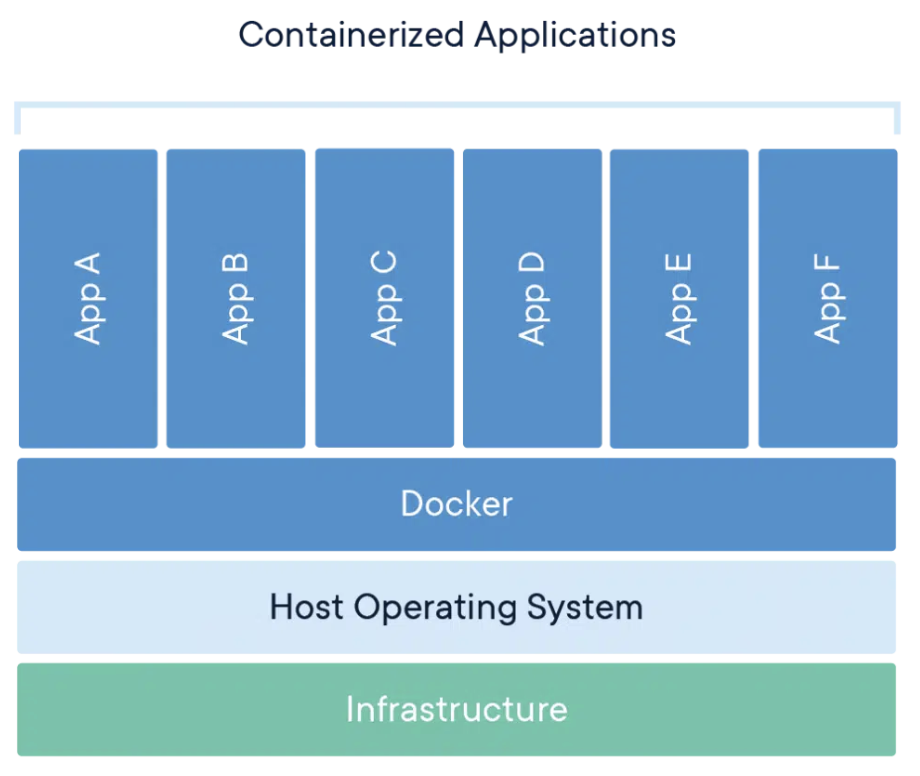 Containerized Applications
App A
App B
App C
App D
App E
App F
Docker
Host Operating System
Infrastructure